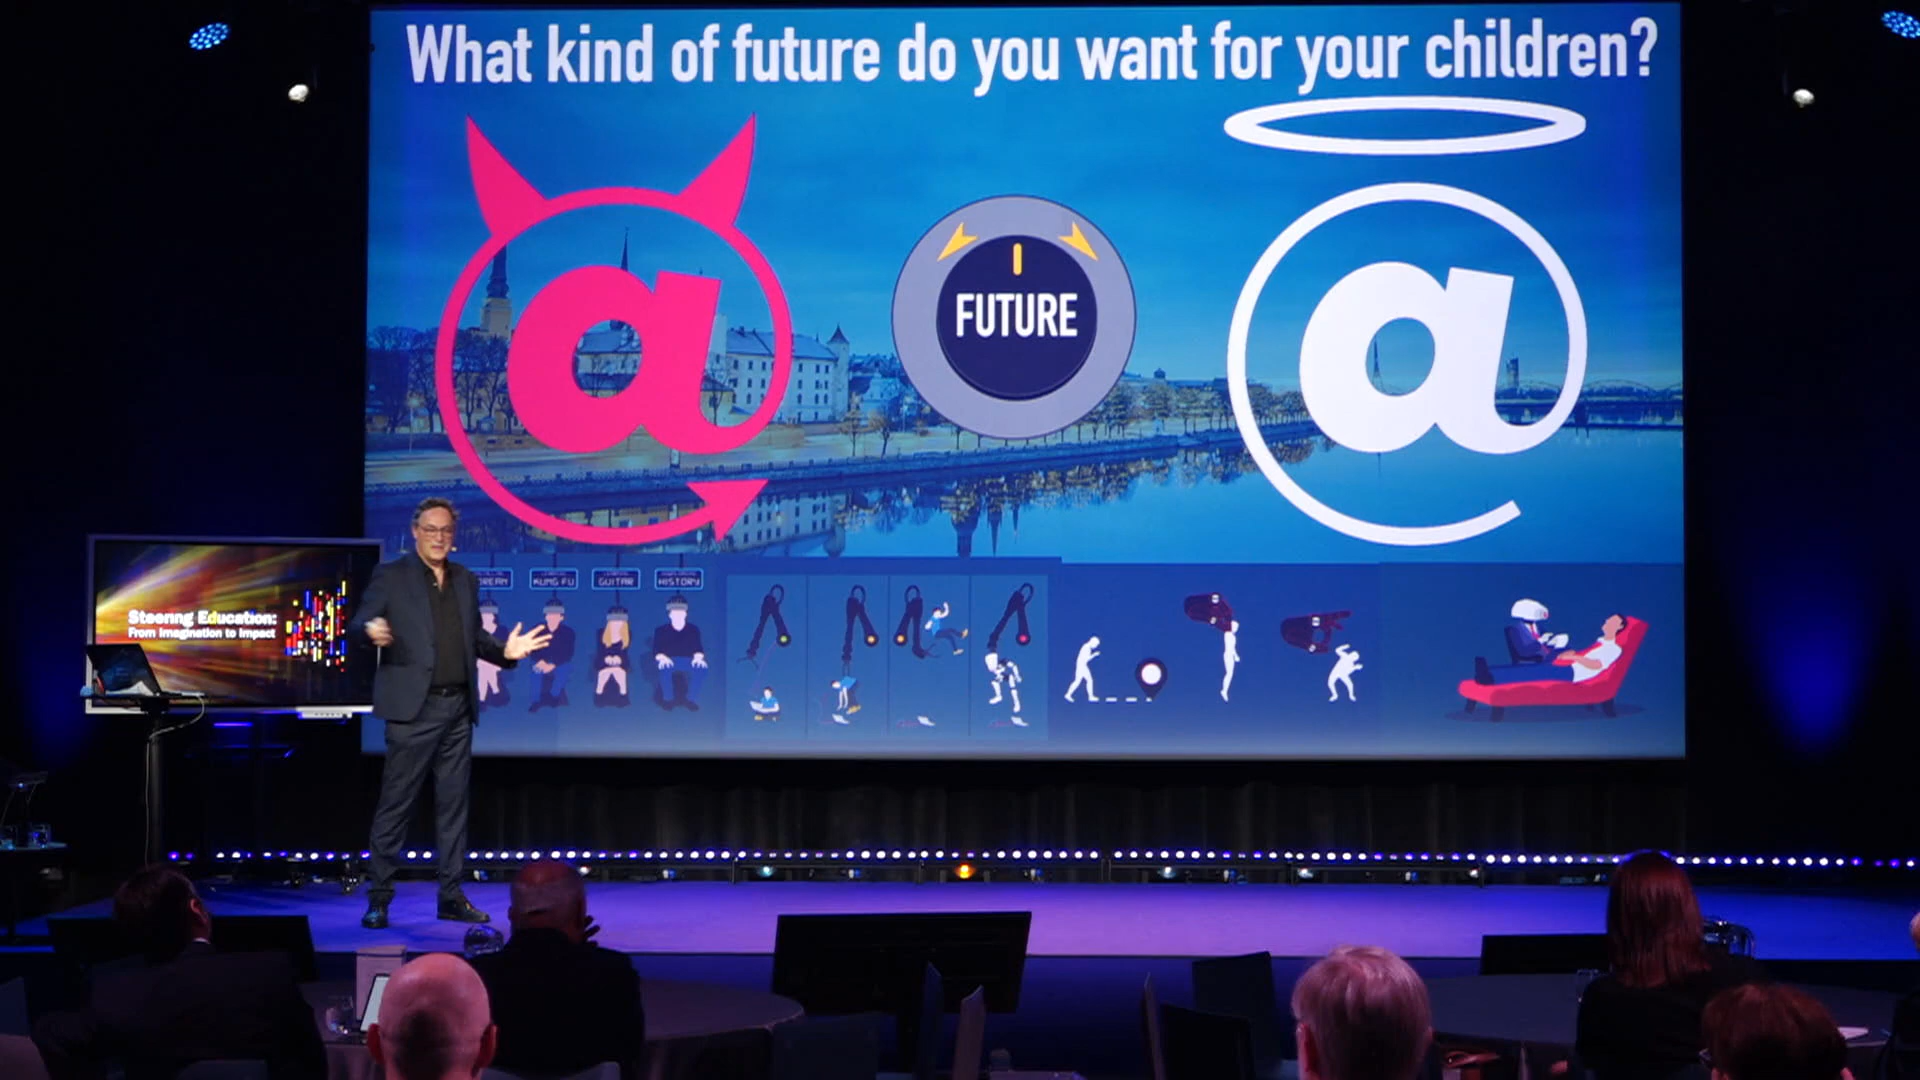 What kind of future do you want for your children?
@
FUTURE
@
DREAM
KUNG FU
GUITAR
HISTORY
Steering Education:
From Imagination to Impact